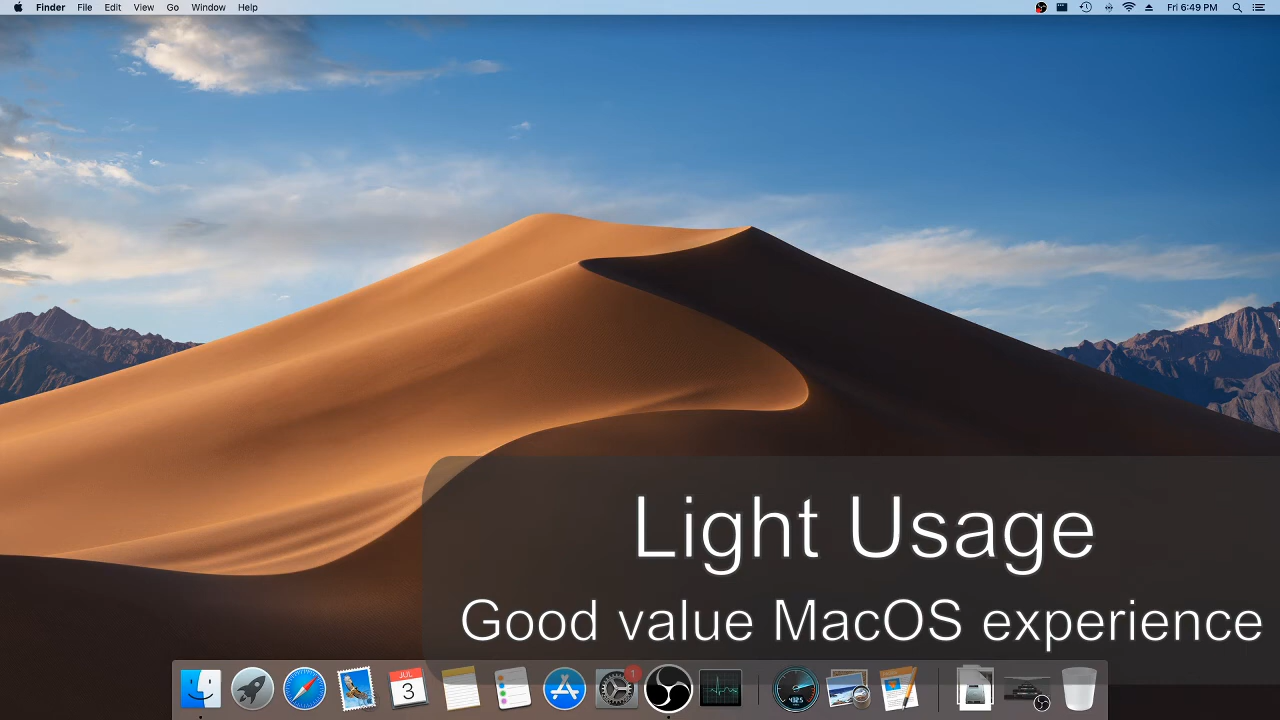 Finder File Edit View Go Window Help Fri 6:49 PM
Light Usage
Good value MacOS experience
JUL
3
1